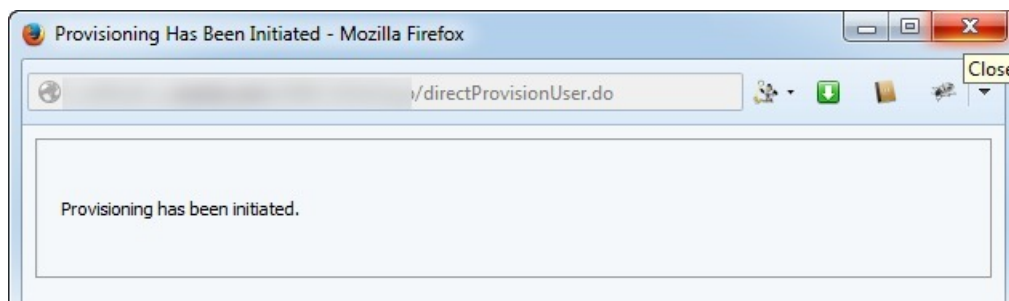 Provisioning Has Been Initiated - Mozilla Firefox
Close
/directProvisionUser.do
Provisioning has been initiated.